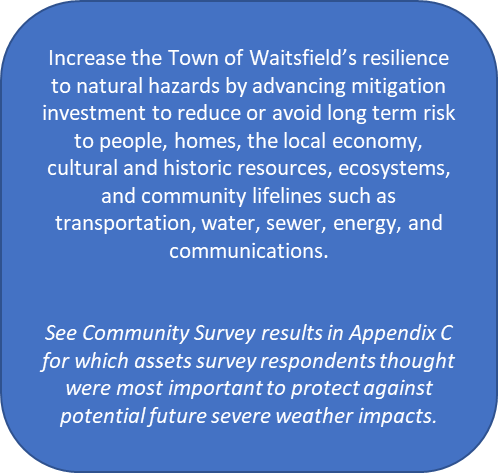 Increase the Town of Waitsfield’s resilience
to natural hazards by advancing mitigation
investment to reduce or avoid long term risk
to people, homes, the local economy,
cultural and historic resources, ecosystems,
and community lifelines such as
transportation, water, sewer, energy, and
communications.
See Community Survey results in Appendix C
for which assets survey respondents thought
were most important to protect against
potential future severe weather impacts.